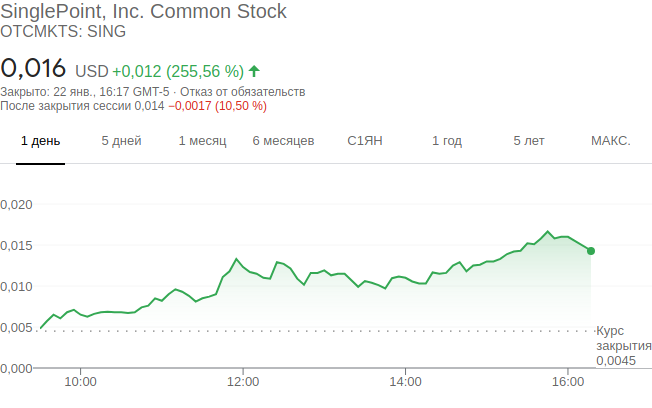 SinglePoint, Inc. Common Stock
OTCMKTS: SING
0,016 USD +0,012 (255,56 %)
Закрыто: 22 янв., 16:17 GMT-5 · Отказ от обязательств
После закрытия сессии 0,014 −0,0017 (10,50 %)
1 день 5 дней 1 месяц 6 месяцев С1ЯН 1 год 5 лет МАКС.
0,020
0,015
0,010
0,005
Курс
закрытия
0,0045
0,000
10:00 12:00 14:00 16:00